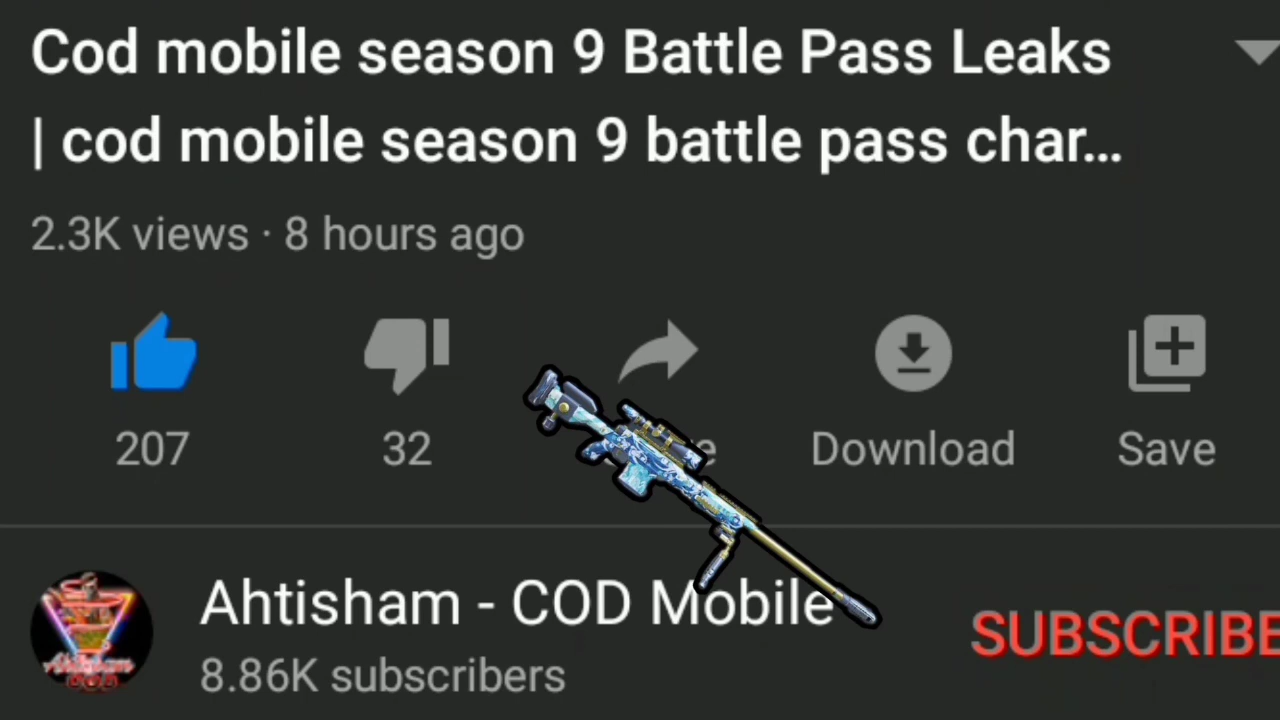 Cod mobile season 9 Battle Pass Leaks
| cod mobile season 9 battle pass char...
2.3K views · 8 hours ago
207 32 e Download Save
Ahtisham - COD Mobile
SUBSCRIBE
8.86K subscribers
Ahtisham